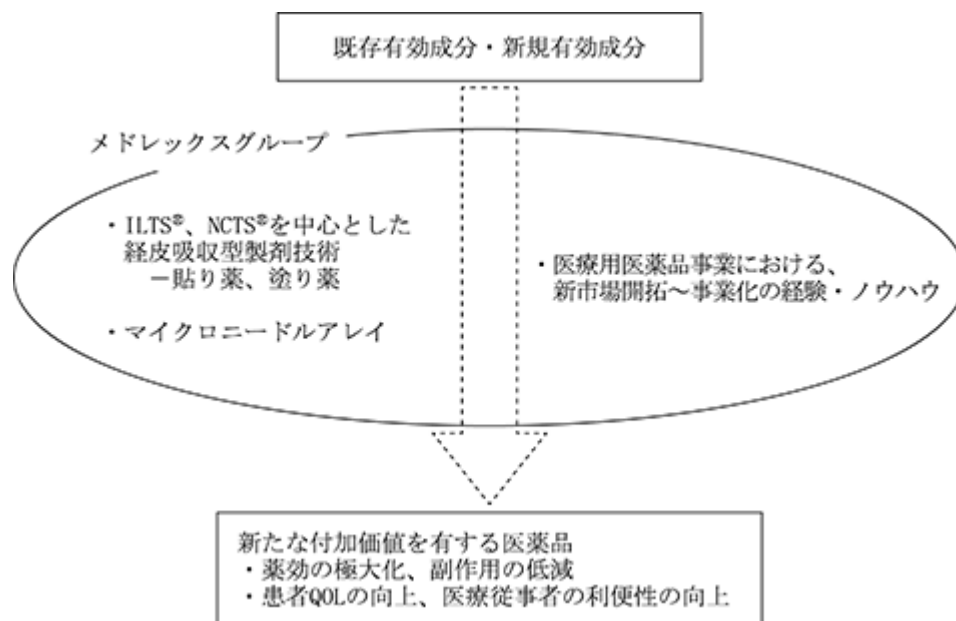 既存有効成分・新規有効成分
メドレックスグループ
・ILTS®、NCTS®を中心とした
経皮吸収型製剤技術
－貼り薬、塗り薬
・マイクロニードルアレイ
・医療用医薬品事業における、
新市場開拓～事業化の経験・ノウハウ
新たな付加価値を有する医薬品
・薬効の極大化、副作用の低減
・患者QOLの向上、医療従事者の利便性の向上